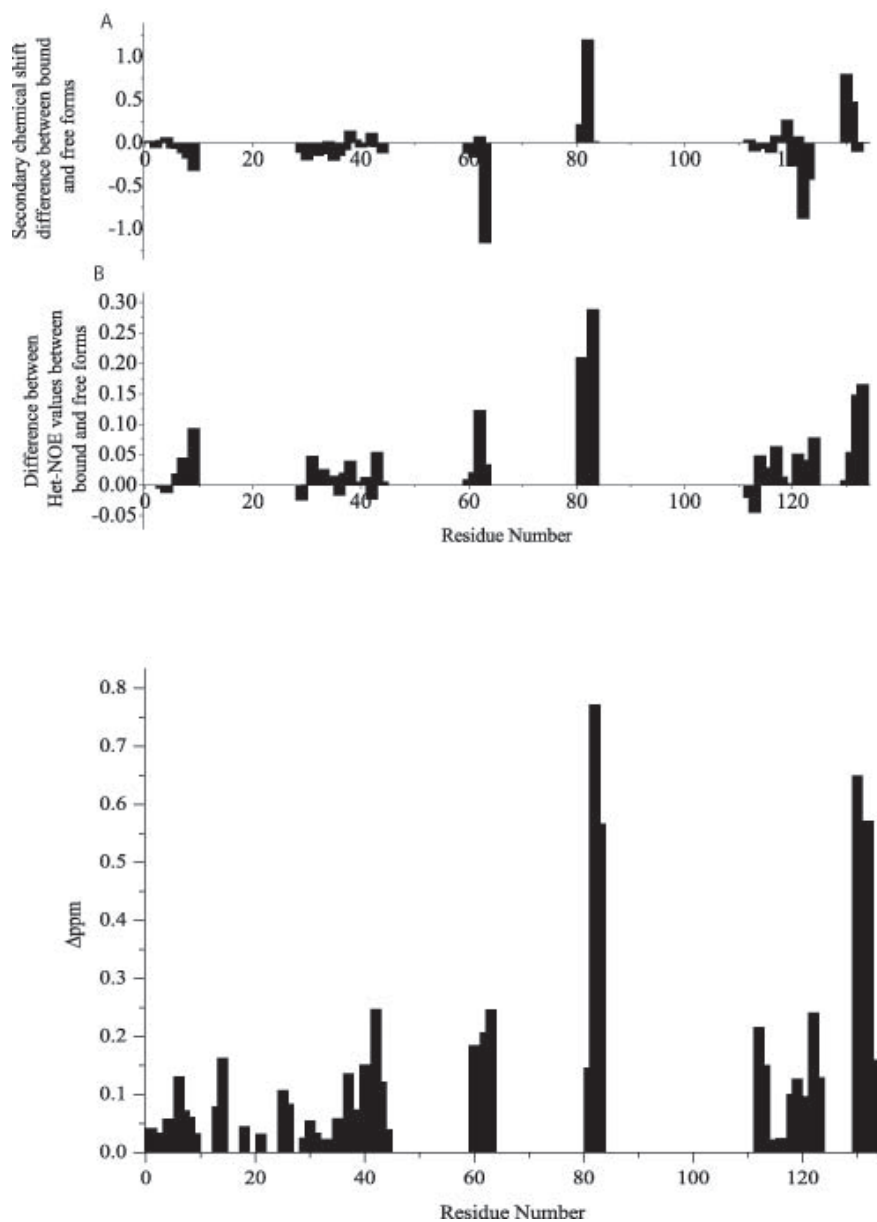 A
Secondary chemical shift
difference between bound
and free forms
1.0
0.5
0.0
-0.5
-1.0
0 20 40 60 80 100 120
B
Difference between
Het-NOE values between
bound and free forms
0.30
0.25
0.20
0.15
0.10
0.05
0.00
-0.05
0 20 40 60 80 100 120
Residue Number
Δppm
0.8
0.7
0.6
0.5
0.4
0.3
0.2
0.1
0.0
0 20 40 60 80 100 120
Residue Number